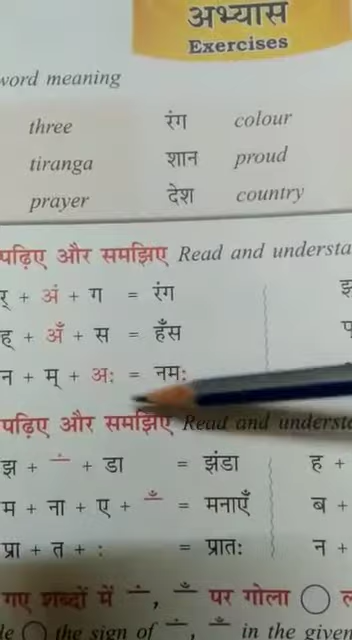 अभ्यास
Exercises
word meaning
three रंग colour
tiranga शान proud
prayer देश country
पढ़िए और समझिए Read and understa
र् + अं + ग = रंग
ह + अँ + स = हँस
न + म् + अः = नमः
पढ़िए और समझिए Read and understa
झ + ं + डा = झंडा ह +
म + ना + ए + ँ = मनाएँ ब +
प्रा + त + ः = प्रातः न +
गए शब्दों में ं, ँ पर गोला ◯ ल
◯ the sign of ं, ँ in the given